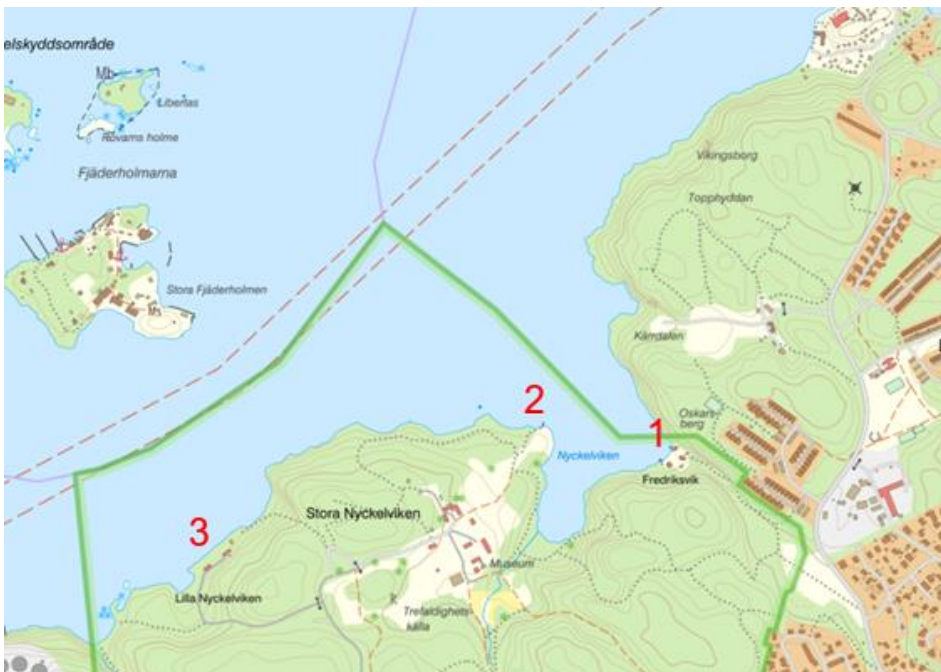 elskyddsområde
Libertas
Rövarns holme
Fjäderholmarna
Vikingsborg
Topphyddan
Stora Fjäderholmen
Kärrdalen
2
1
Oskars-
berg
Nyckelviken
Fredriksvik
Stora Nyckelviken
3
Museum
Lilla Nyckelviken
Trefaldighets-
källa